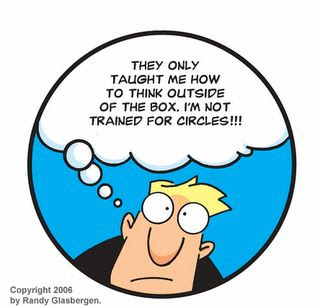 THEY ONLY
TAUGHT ME HOW
TO THINK OUTSIDE
OF THE BOX. I'M NOT
TRAINED FOR CIRCLES!!!
Copyright 2006
by Randy Glasbergen.